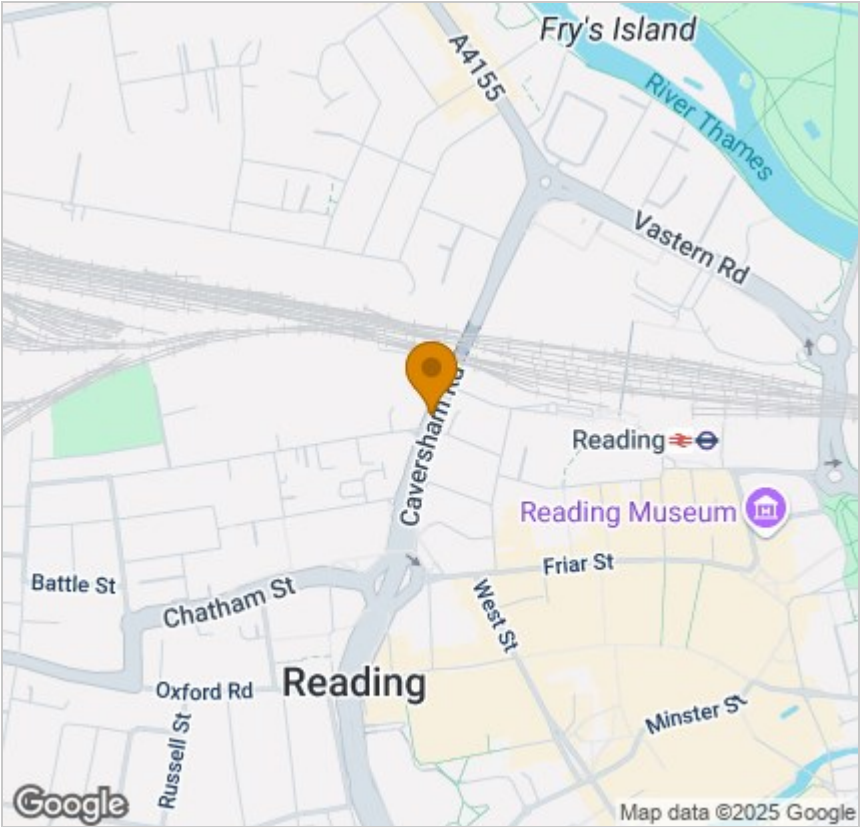 Fry's Island
A4155
River Thames
Vastern Rd
Caversham Rd
Reading
Reading Museum
Friar St
Battle St
Chatham St
West St
Reading
Oxford Rd
Minster St
Russell St
Google
Map data ©2025 Google